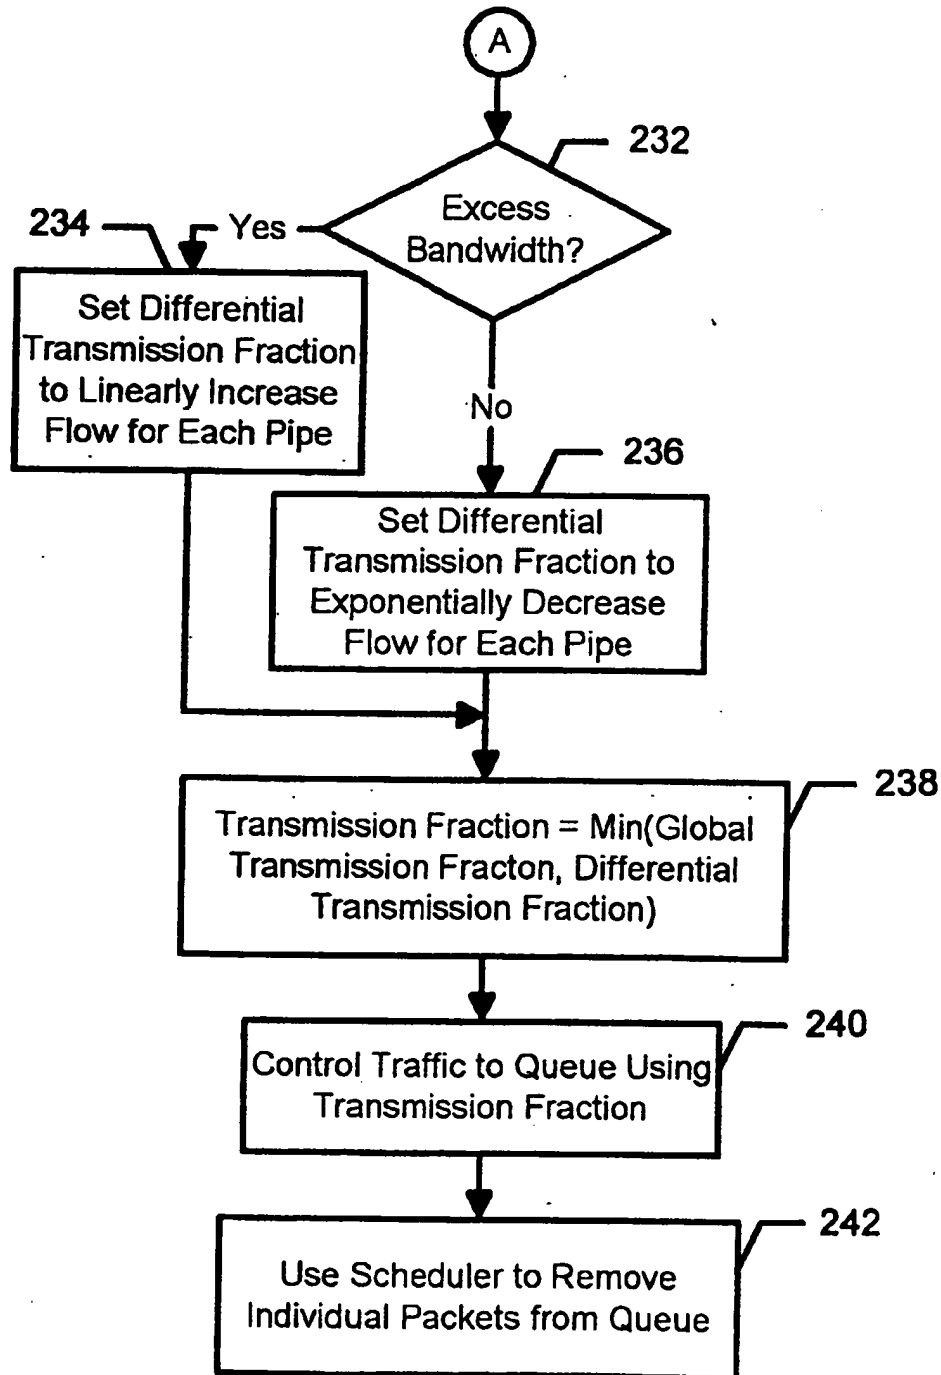 A
232
Excess
Bandwidth?
234
Yes
Set Differential
Transmission Fraction
to Linearly Increase
Flow for Each Pipe
No
236
Set Differential
Transmission Fraction to
Exponentially Decrease
Flow for Each Pipe
238
Transmission Fraction = Min(Global
Transmission Fracton, Differential
Transmission Fraction)
240
Control Traffic to Queue Using
Transmission Fraction
242
Use Scheduler to Remove
Individual Packets from Queue